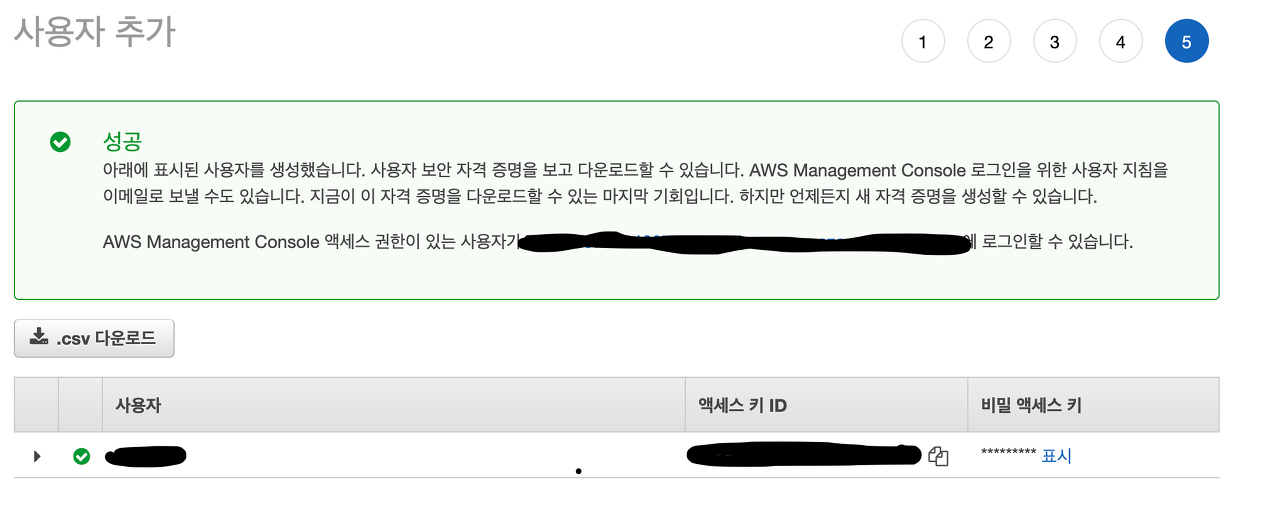 사용자 추가
1 2 3 4 5
성공
아래에 표시된 사용자를 생성했습니다. 사용자 보안 자격 증명을 보고 다운로드할 수 있습니다. AWS Management Console 로그인을 위한 사용자 지침을
이메일로 보낼 수도 있습니다. 지금이 이 자격 증명을 다운로드할 수 있는 마지막 기회입니다. 하지만 언제든지 새 자격 증명을 생성할 수 있습니다.
AWS Management Console 액세스 권한이 있는 사용자가 로그인할 수 있습니다.
.csv 다운로드
사용자 액세스 키 ID 비밀 액세스 키
********* 표시